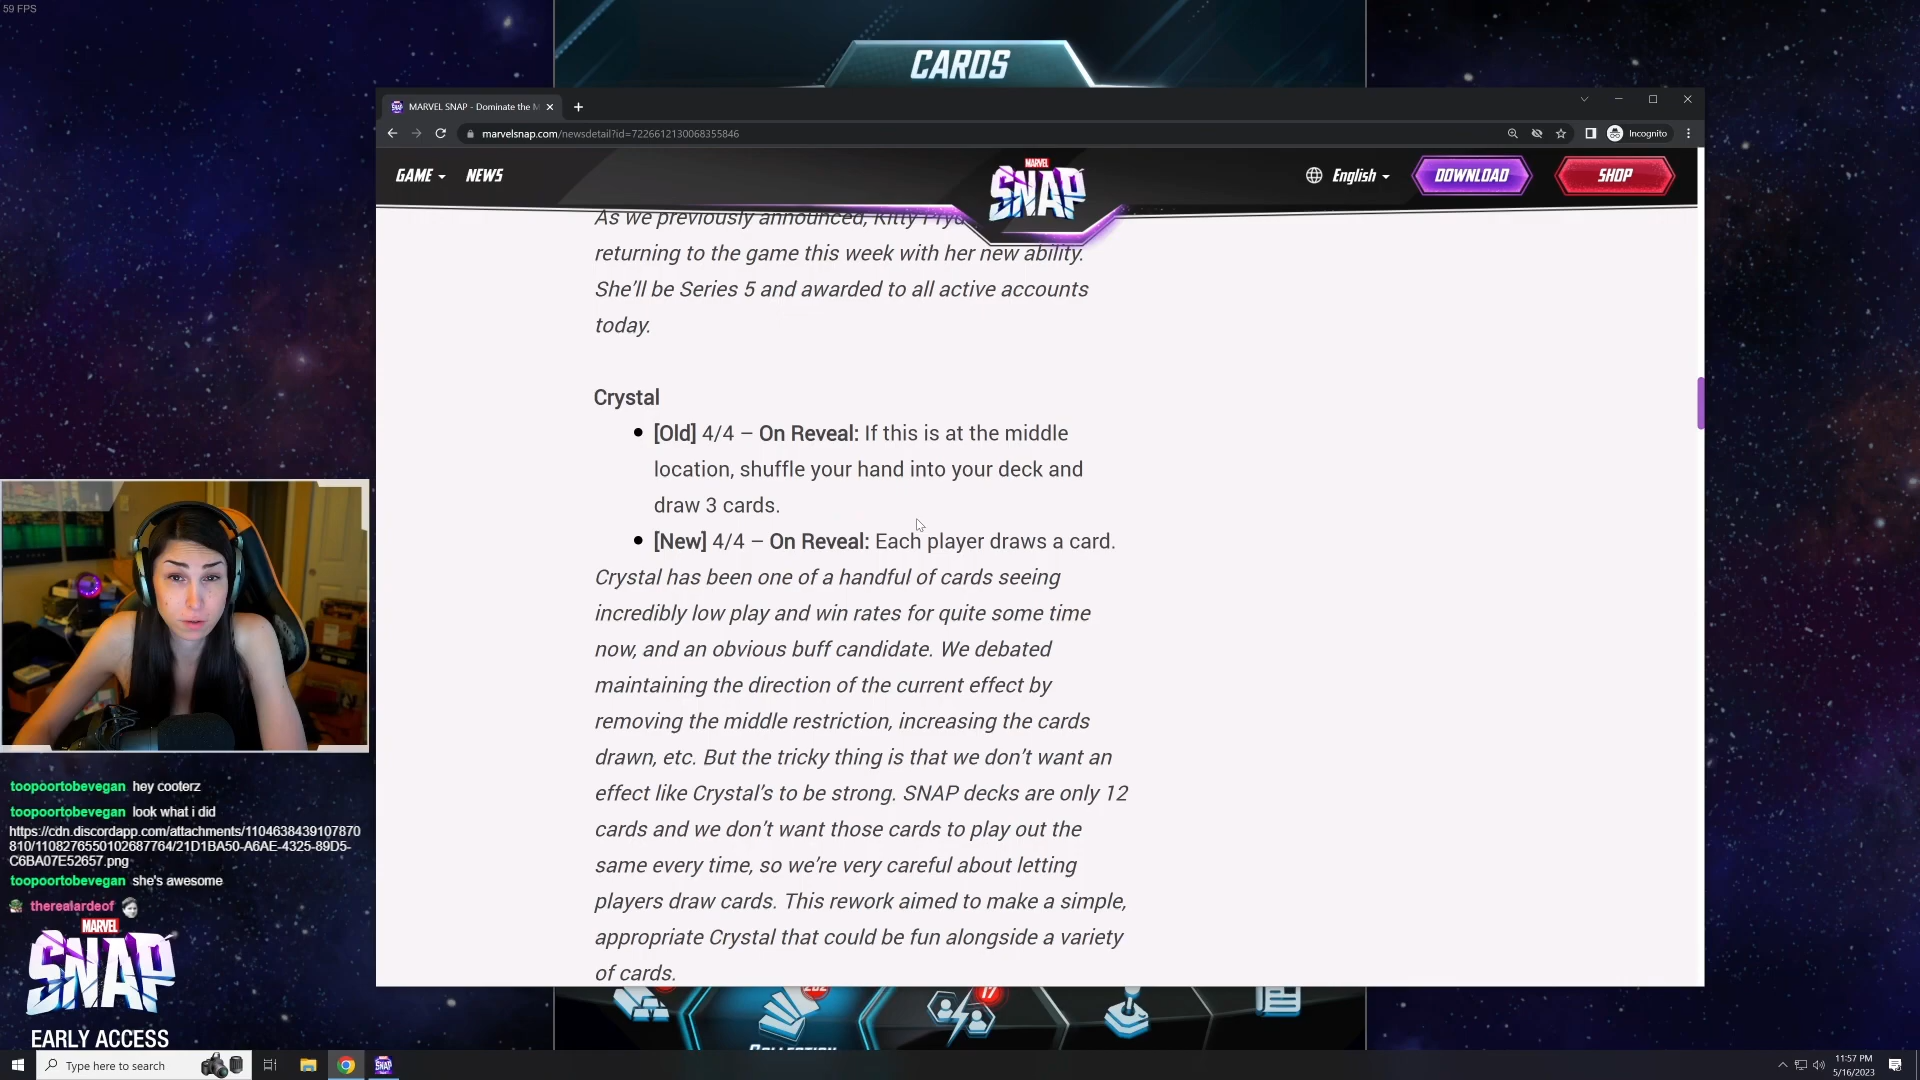 59 FPS
CARDS
MARVEL SNAP - Dominate the M
marvelsnap.com/newsdetail?id=7226612130068355846
Incognito
GAME NEWS
MARVEL SNAP
English
DOWNLOAD
SHOP
As we previously announced, Kitty Pryd
returning to the game this week with her new ability.
She'll be Series 5 and awarded to all active accounts
today.
Crystal
• [Old] 4/4 – On Reveal: If this is at the middle
location, shuffle your hand into your deck and
draw 3 cards.
• [New] 4/4 – On Reveal: Each player draws a card.
Crystal has been one of a handful of cards seeing
incredibly low play and win rates for quite some time
now, and an obvious buff candidate. We debated
maintaining the direction of the current effect by
removing the middle restriction, increasing the cards
drawn, etc. But the tricky thing is that we don't want an
effect like Crystal's to be strong. SNAP decks are only 12
cards and we don't want those cards to play out the
same every time, so we're very careful about letting
players draw cards. This rework aimed to make a simple,
appropriate Crystal that could be fun alongside a variety
of cards.
toopoortobevegan hey cooterz
toopoortobevegan look what i did
https://cdn.discordapp.com/attachments/1104638439107870
810/1108276550102687764/21D1BA50-A6AE-4325-89D5-
C6BA07E52657.png
toopoortobevegan she's awesome
therealardeof
MARVEL
SNAP
EARLY ACCESS
202
17
COLLECTION
Type here to search
11:57 PM
5/16/2023